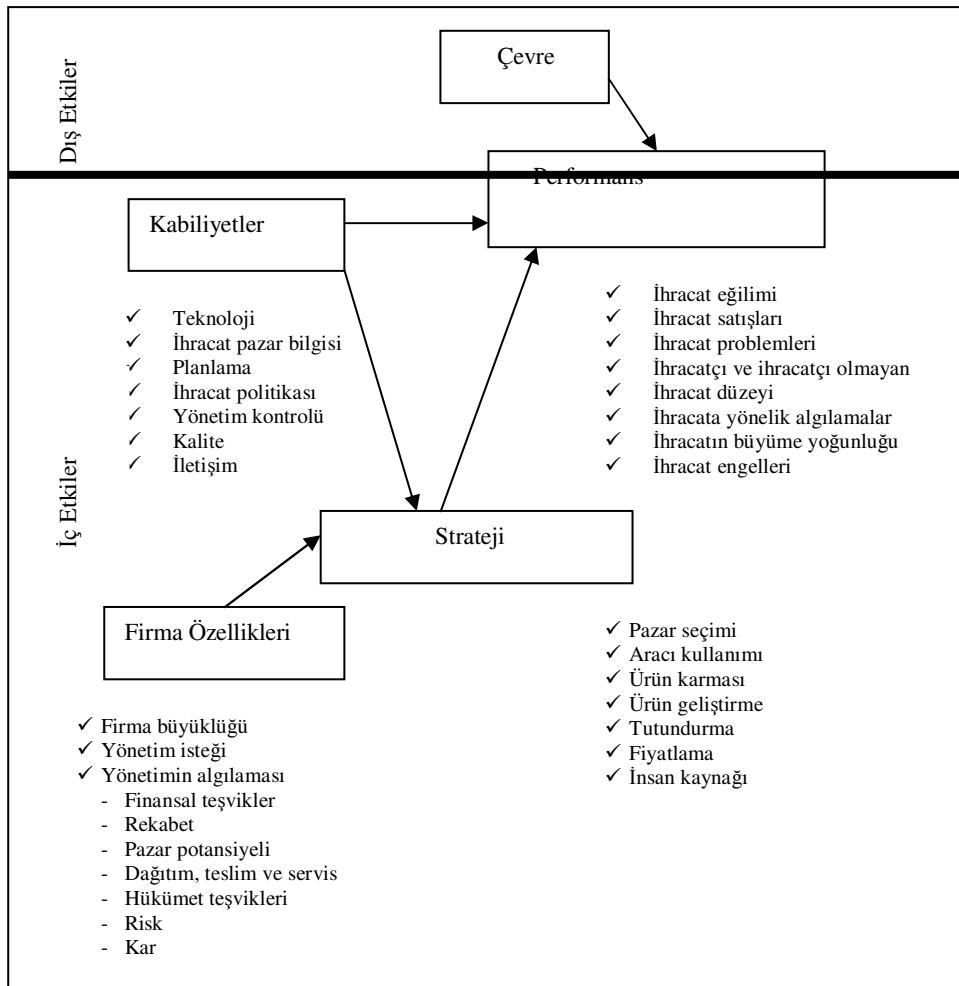 Dış Etkiler
Çevre
Performans
Kabiliyetler
✓ Teknoloji
✓ İhracat pazar bilgisi
✓ Planlama
✓ İhracat politikası
✓ Yönetim kontrolü
✓ Kalite
✓ İletişim
✓ İhracat eğilimi
✓ İhracat satışları
✓ İhracat problemleri
✓ İhracatçı ve ihracatçı olmayan
✓ İhracat düzeyi
✓ İhracata yönelik algılamalar
✓ İhracatın büyüme yoğunluğu
✓ İhracat engelleri
İç Etkiler
Strateji
Firma Özellikleri
✓ Pazar seçimi
✓ Aracı kullanımı
✓ Ürün karması
✓ Ürün geliştirme
✓ Tutundurma
✓ Fiyatlama
✓ İnsan kaynağı
✓ Firma büyüklüğü
✓ Yönetim isteği
✓ Yönetimin algılaması
- Finansal teşvikler
- Rekabet
- Pazar potansiyeli
- Dağıtım, teslim ve servis
- Hükümet teşvikleri
- Risk
- Kar